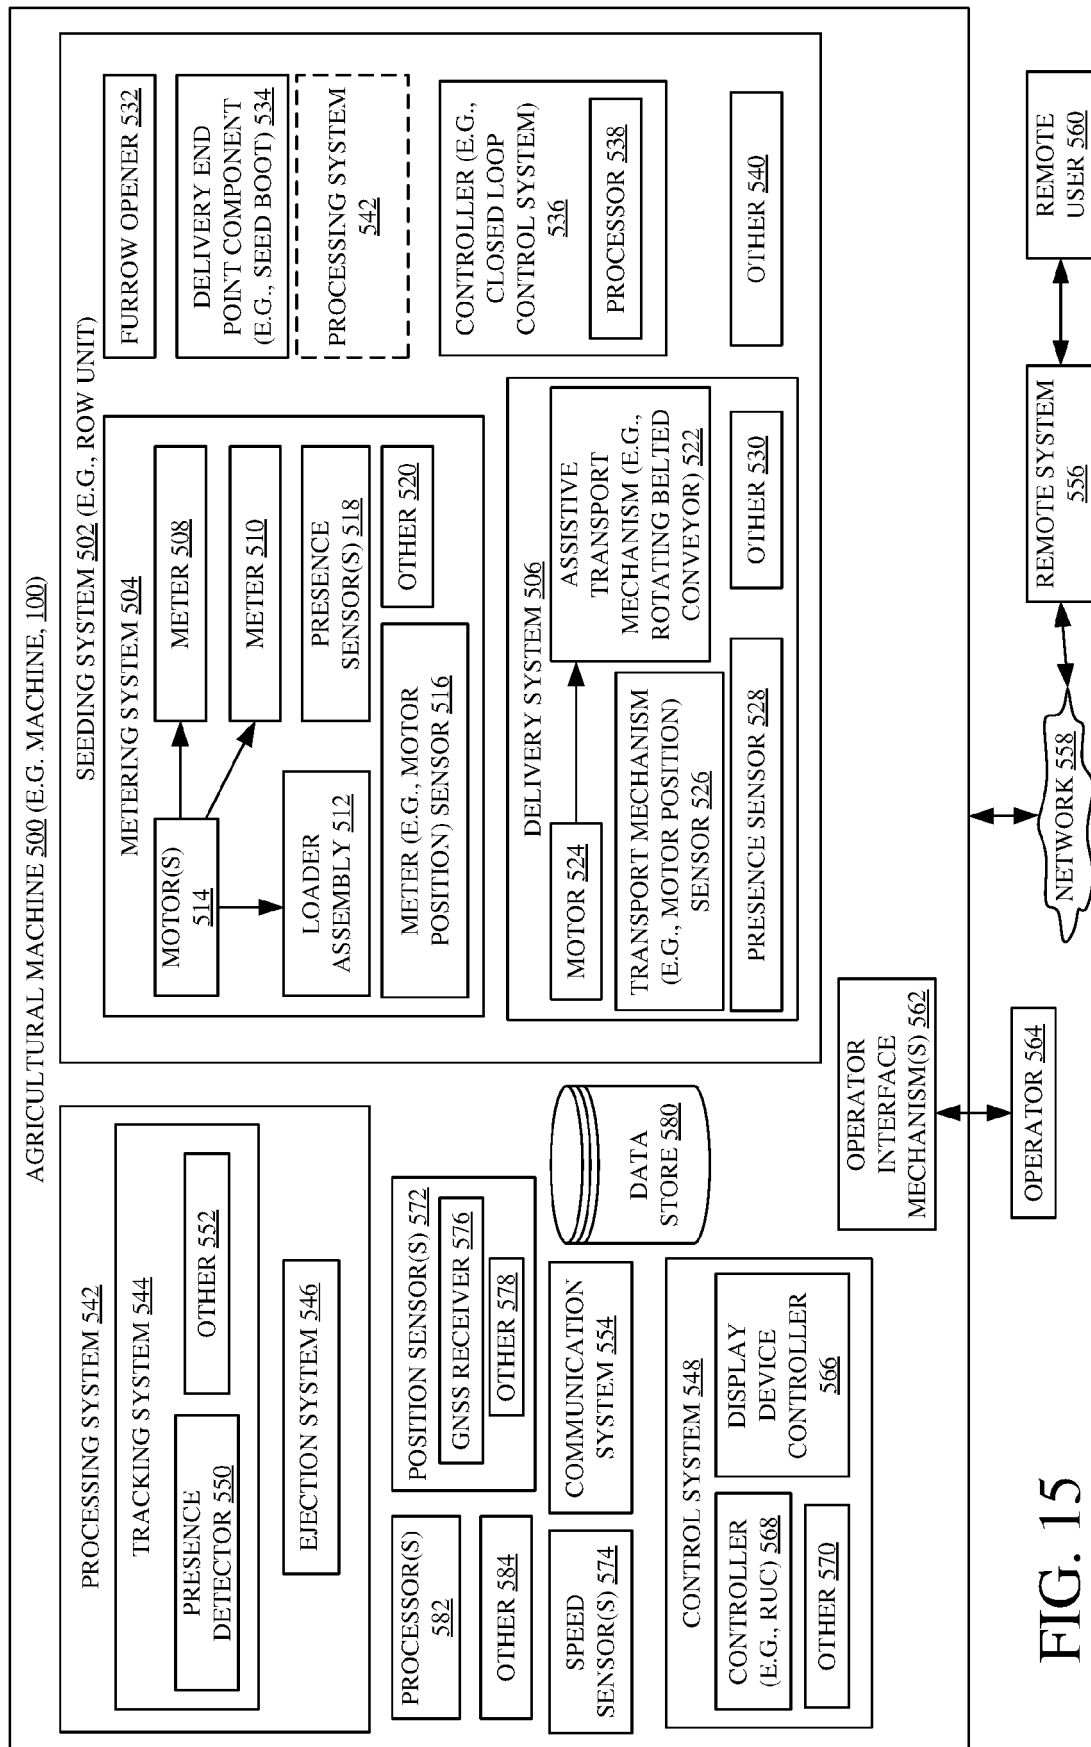 AGRICULTURAL MACHINE 500 (E.G. MACHINE, 100)
PROCESSING SYSTEM 542
TRACKING SYSTEM 544
PRESENCE
DETECTOR 550
OTHER 552
EJECTION SYSTEM 546
PROCESSOR(S)
582
OTHER 584
SPEED
SENSOR(S) 574
POSITION SENSOR(S) 572
GNSS RECEIVER 576
OTHER 578
COMMUNICATION
SYSTEM 554
DATA
STORE 580
CONTROL SYSTEM 548
CONTROLLER
(E.G., RUC) 568
OTHER 570
DISPLAY
DEVICE
CONTROLLER
566
SEEDING SYSTEM 502 (E.G., ROW UNIT)
METERING SYSTEM 504
MOTOR(S)
514
METER 508
METER 510
LOADER
ASSEMBLY 512
PRESENCE
SENSOR(S) 518
METER (E.G., MOTOR
POSITION) SENSOR 516
OTHER 520
DELIVERY SYSTEM 506
MOTOR 524
ASSISTIVE
TRANSPORT
MECHANISM (E.G.,
ROTATING BELTED
CONVEYOR) 522
TRANSPORT MECHANISM
(E.G., MOTOR POSITION)
SENSOR 526
PRESENCE SENSOR 528
OTHER 530
FURROW OPENER 532
DELIVERY END
POINT COMPONENT
(E.G., SEED BOOT) 534
PROCESSING SYSTEM
542
CONTROLLER (E.G.,
CLOSED LOOP
CONTROL SYSTEM)
536
PROCESSOR 538
OTHER 540
OPERATOR
INTERFACE
MECHANISM(S) 562
OPERATOR 564
NETWORK 558
REMOTE SYSTEM
556
REMOTE
USER 560
FIG. 15